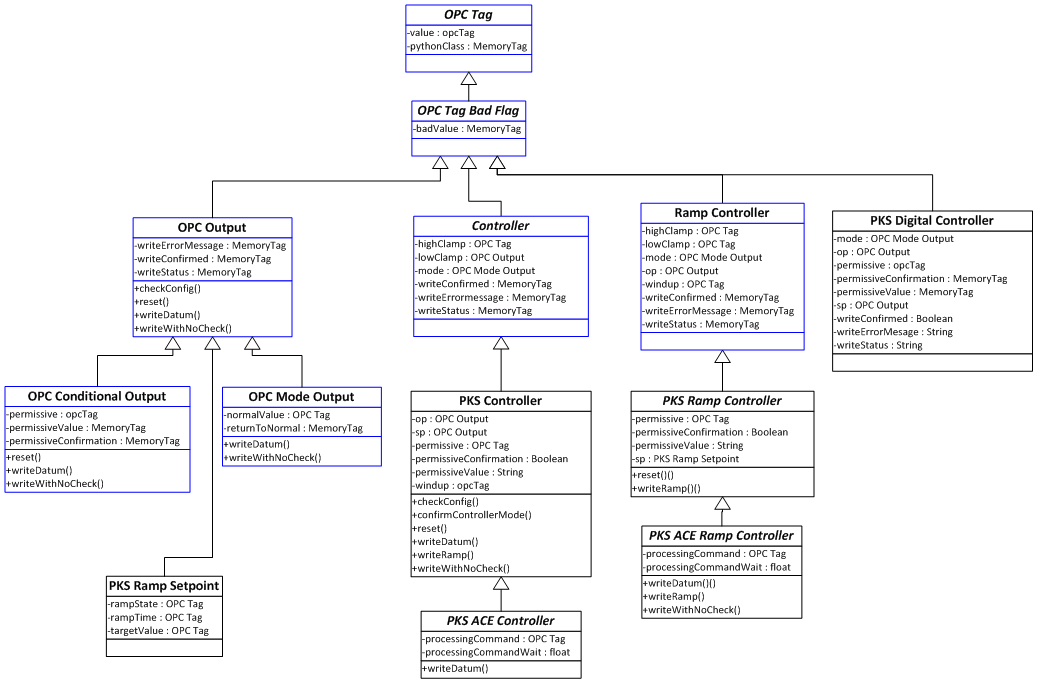 OPC Tag
-value : opcTag
-pythonClass : MemoryTag
OPC Tag Bad Flag
-badValue : MemoryTag
OPC Output
-writeErrorMessage : MemoryTag
-writeConfirmed : MemoryTag
-writeStatus : MemoryTag
+checkConfig()
+reset()
+writeDatum()
+writeWithNoCheck()
Controller
-highClamp : OPC Tag
-lowClamp : OPC Output
-mode : OPC Mode Output
-writeConfirmed : MemoryTag
-writeErrormessage : MemoryTag
-writeStatus : MemoryTag
Ramp Controller
-highClamp : OPC Tag
-lowClamp : OPC Tag
-mode : OPC Mode Output
-op : OPC Output
-windup : OPC Tag
-writeConfirmed : MemoryTag
-writeErrorMessage : MemoryTag
-writeStatus : MemoryTag
PKS Digital Controller
-mode : OPC Mode Output
-op : OPC Output
-permissive : opcTag
-permissiveConfirmation : MemoryTag
-permissiveValue : MemoryTag
-sp : OPC Output
-writeConfirmed : Boolean
-writeErrorMesage : String
-writeStatus : String
OPC Conditional Output
-permissive : opcTag
-permissiveValue : MemoryTag
-permissiveConfirmation : MemoryTag
+reset()
+writeDatum()
+writeWithNoCheck()
OPC Mode Output
-normalValue : OPC Tag
-returnToNormal : MemoryTag
+writeDatum()
+writeWithNoCheck()
PKS Controller
-op : OPC Output
-sp : OPC Output
-permissive : OPC Tag
-permissiveConfirmation : Boolean
-permissiveValue : String
-windup : opcTag
+checkConfig()
+confirmControllerMode()
+reset()
+writeDatum()
+writeRamp()
+writeWithNoCheck()
PKS Ramp Controller
-permissive : OPC Tag
-permissiveConfirmation : Boolean
-permissiveValue : String
-sp : PKS Ramp Setpoint
+reset()()
+writeRamp()()
PKS ACE Ramp Controller
-processingCommand : OPC Tag
-processingCommandWait : float
+writeDatum()()
+writeRamp()
+writeWithNoCheck()
PKS Ramp Setpoint
-rampState : OPC Tag
-rampTime : OPC Tag
-targetValue : OPC Tag
PKS ACE Controller
-processingCommand : OPC Tag
-processingCommandWait : float
+writeDatum()